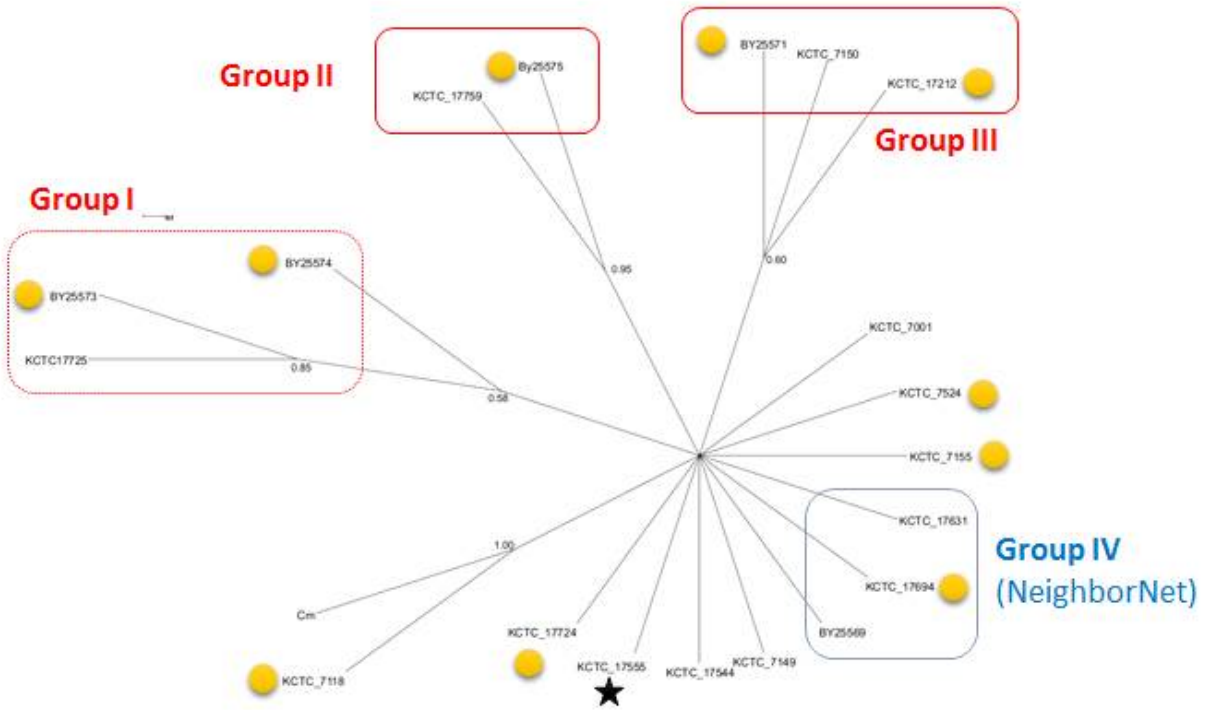 BY25571
KCTC_7150
Group II
By25575
KCTC_17212
KCTC_17759
Group III
Group I
BY25574
0.95
0.60
BY25573
KCTC_7001
KCTC17725
0.85
0.58
KCTC_7524
KCTC_7155
KCTC_17631
1.00
Group IV
(NeighborNet)
KCTC_17694
Cm
KCTC_17724
BY25569
KCTC_7118
KCTC_17555
KCTC_17544
KCTC_7149